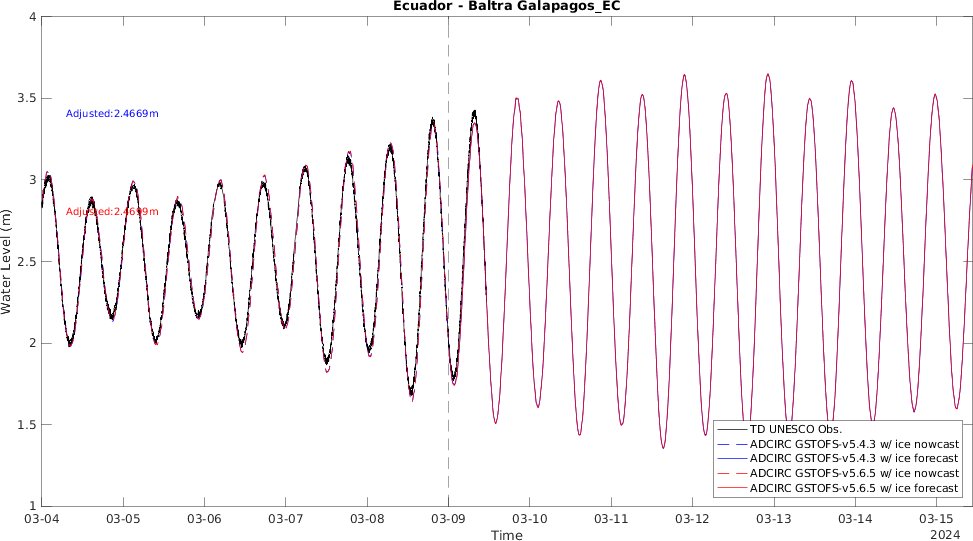 Ecuador - Baltra Galapagos_EC
4
3.5
3
2.5
2
1.5
1
Water Level (m)
Adjusted:2.4669m
Adjusted:2.4699m
TD UNESCO Obs.
ADCIRC GSTOFS-v5.4.3 w/ ice nowcast
ADCIRC GSTOFS-v5.4.3 w/ ice forecast
ADCIRC GSTOFS-v5.6.5 w/ ice nowcast
ADCIRC GSTOFS-v5.6.5 w/ ice forecast
03-04 03-05 03-06 03-07 03-08 03-09 03-10 03-11 03-12 03-13 03-14 03-15
Time
2024